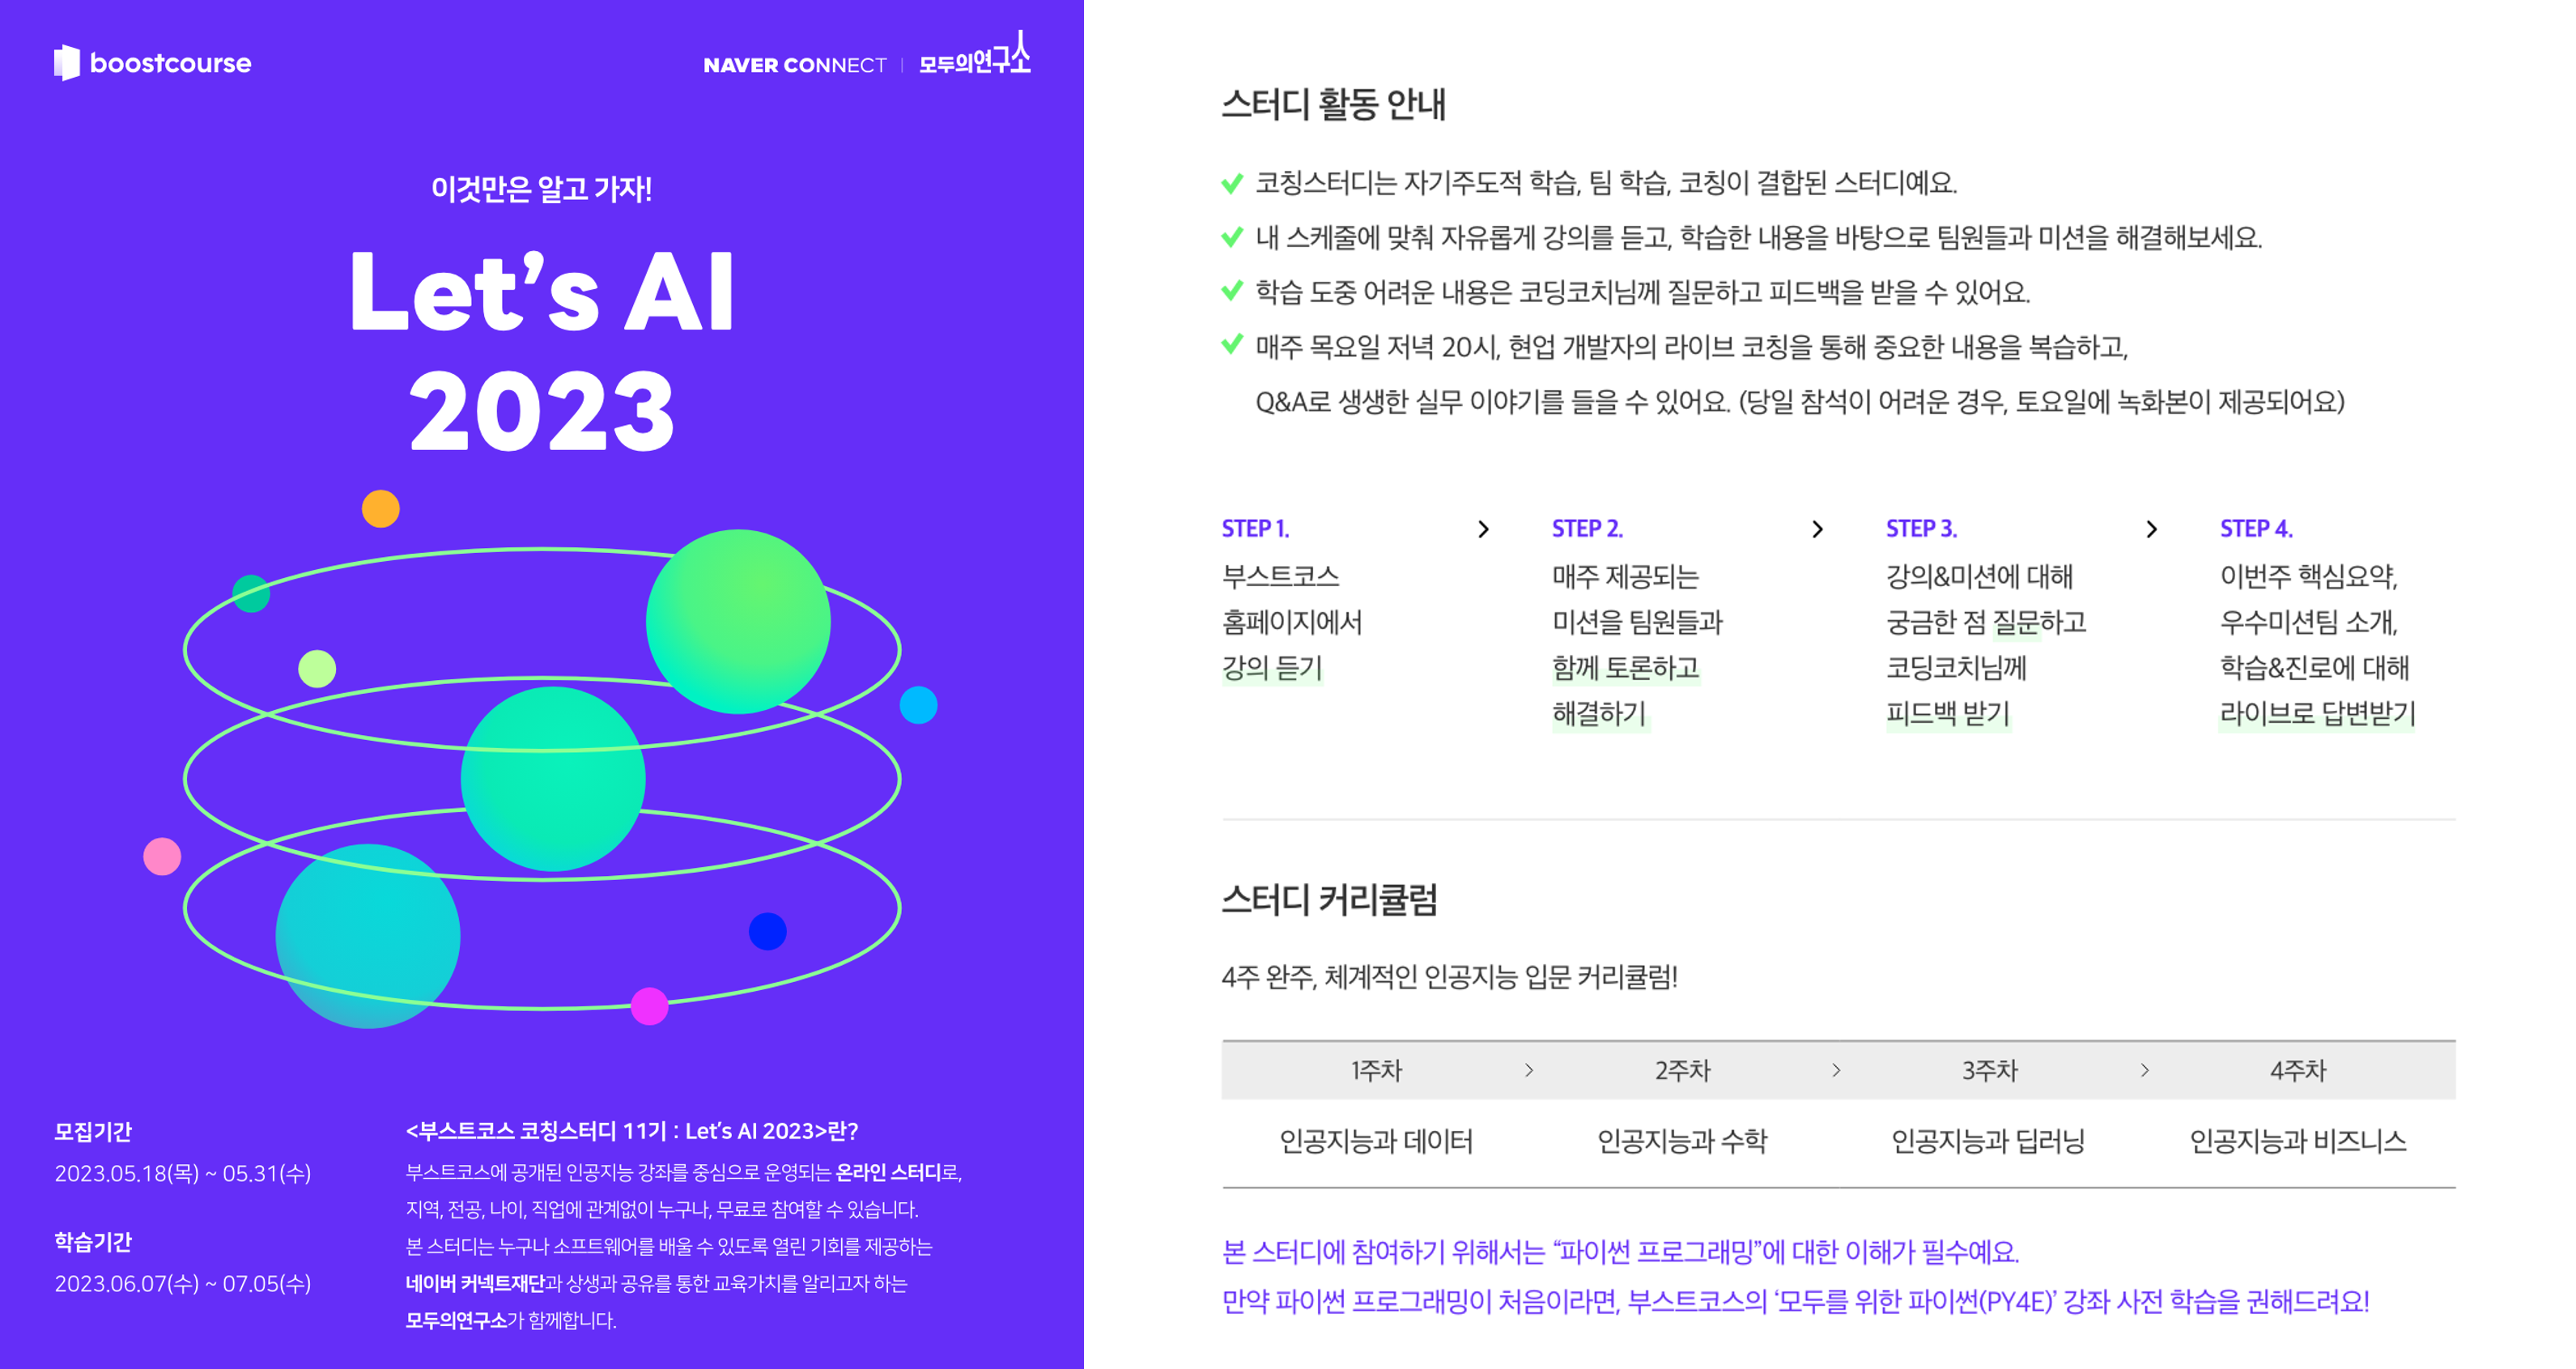 boostcourse
NAVER CONNECT | 모두의연구소
이것만은 알고 가자!
Let's AI
2023
모집기간
2023.05.18(목) ~ 05.31(수)
학습기간
2023.06.07(수) ~ 07.05(수)
<부스트코스 코칭스터디 11기 : Let's AI 2023>란?
부스트코스에 공개된 인공지능 강좌를 중심으로 운영되는 온라인 스터디로,
지역, 전공, 나이, 직업에 관계없이 누구나, 무료로 참여할 수 있습니다.
본 스터디는 누구나 소프트웨어를 배울 수 있도록 열린 기회를 제공하는
네이버 커넥트재단과 상생과 공유를 통한 교육가치를 알리고자 하는
모두의연구소가 함께합니다.
스터디 활동 안내
코칭스터디는 자기주도적 학습, 팀 학습, 코칭이 결합된 스터디예요.
내 스케줄에 맞춰 자유롭게 강의를 듣고, 학습한 내용을 바탕으로 팀원들과 미션을 해결해보세요.
학습 도중 어려운 내용은 코딩코치님께 질문하고 피드백을 받을 수 있어요.
매주 목요일 저녁 20시, 현업 개발자의 라이브 코칭을 통해 중요한 내용을 복습하고,
Q&A로 생생한 실무 이야기를 들을 수 있어요. (당일 참석이 어려운 경우, 토요일에 녹화본이 제공되어요)
STEP 1.
부스트코스
홈페이지에서
강의 듣기
STEP 2.
매주 제공되는
미션을 팀원들과
함께 토론하고
해결하기
STEP 3.
강의&미션에 대해
궁금한 점 질문하고
코딩코치님께
피드백 받기
STEP 4.
이번주 핵심요약,
우수미션팀 소개,
학습&진로에 대해
라이브로 답변받기
스터디 커리큘럼
4주 완주, 체계적인 인공지능 입문 커리큘럼!
1주차 > 2주차 > 3주차 > 4주차
인공지능과 데이터 인공지능과 수학 인공지능과 딥러닝 인공지능과 비즈니스
본 스터디에 참여하기 위해서는 “파이썬 프로그래밍”에 대한 이해가 필수예요.
만약 파이썬 프로그래밍이 처음이라면, 부스트코스의 ‘모두를 위한 파이썬(PY4E)’ 강좌 사전 학습을 권해드려요!